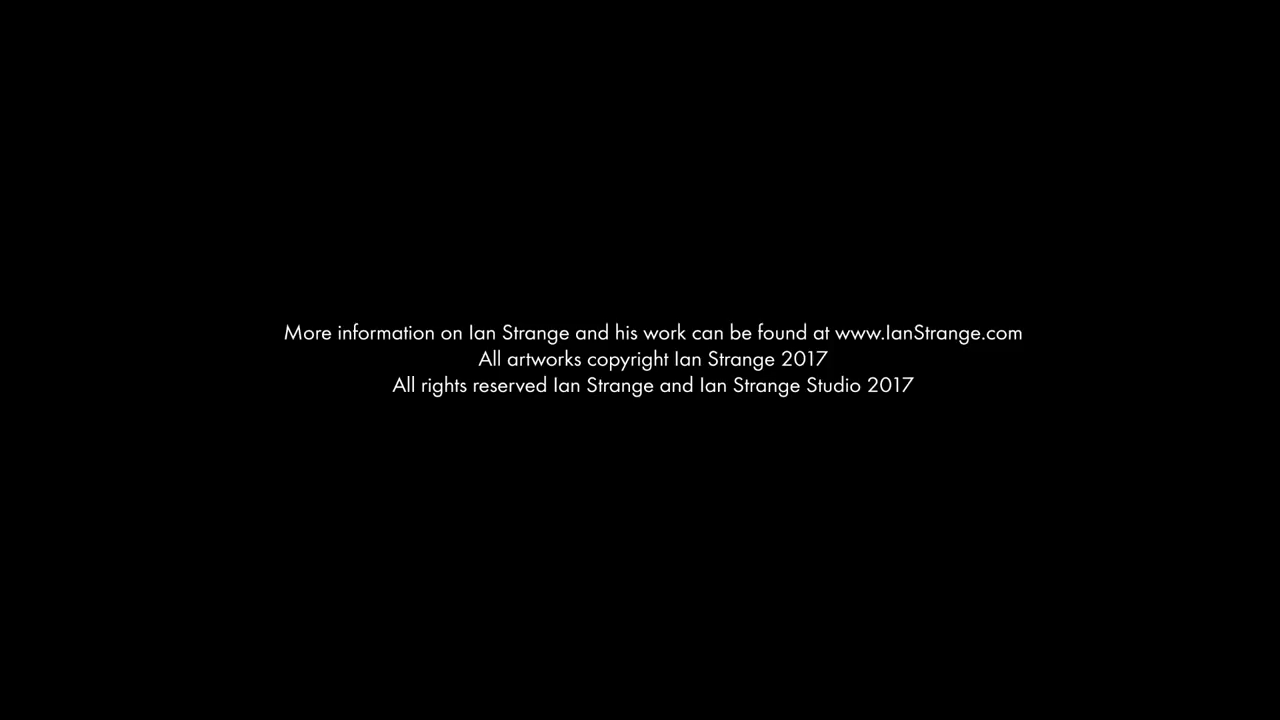 More information on Ian Strange and his work can be found at www.IanStrange.com
All artworks copyright Ian Strange 2017
All rights reserved Ian Strange and Ian Strange Studio 2017